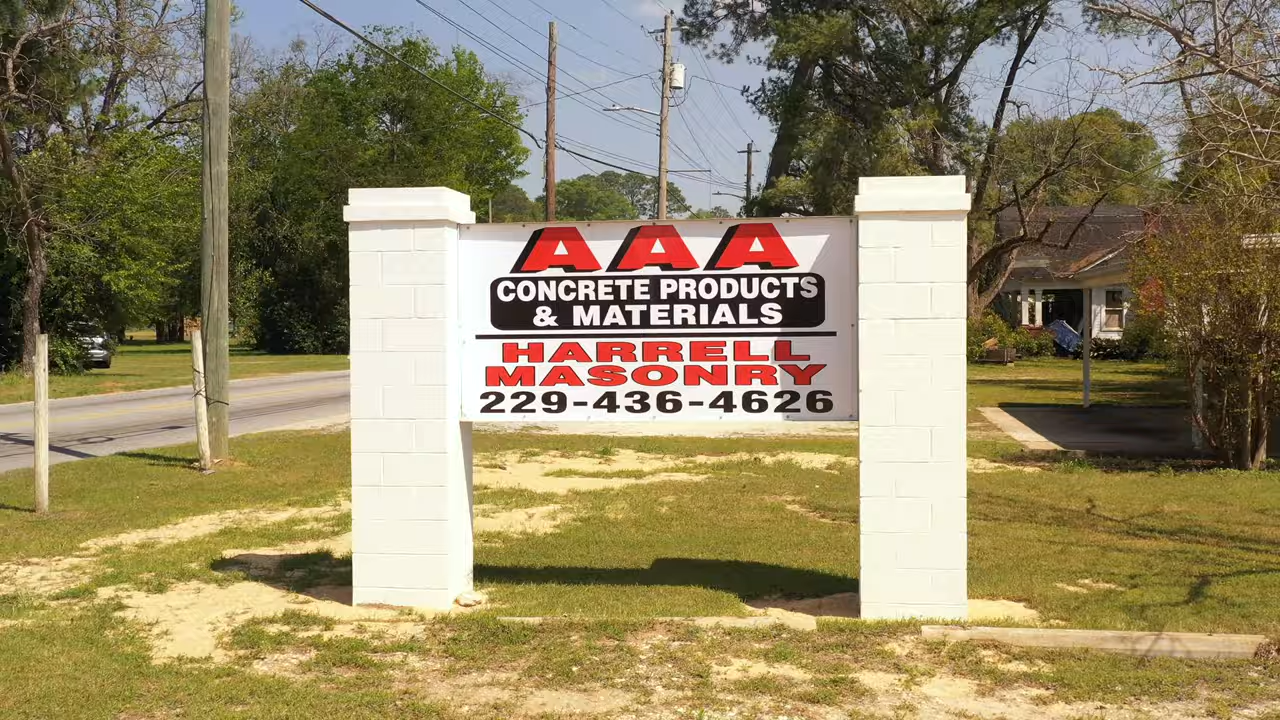 AAA
CONCRETE PRODUCTS
& MATERIALS
HARRELL
MASONRY
229-436-4626